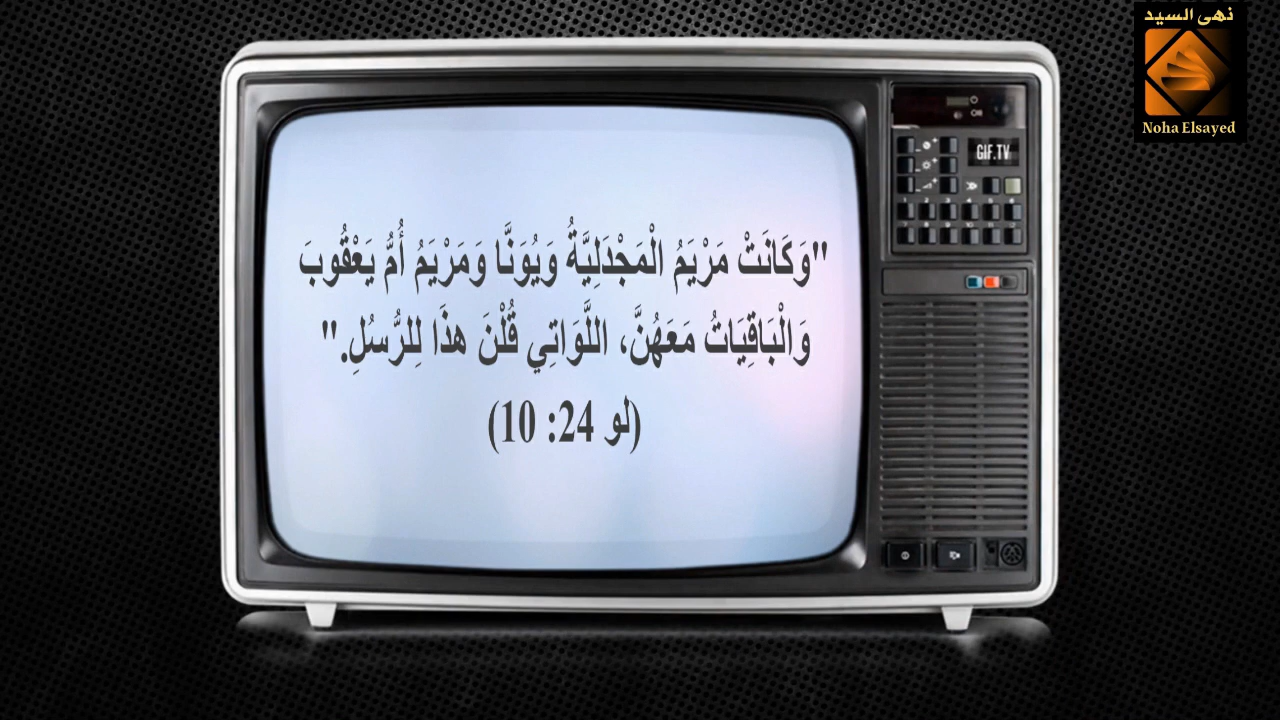 نهى السيد
Noha Elsayed
GIF.TV
"وَكَانَتْ مَرْيَمُ الْمَجْدَلِيَّةُ وَيُوَنَّا وَمَرْيَمُ أُمُّ يَعْقُوبَ
وَالْبَاقِيَاتُ مَعَهُنَّ، اللَّوَاتِي قُلْنَ هذَا لِلرُّسُلِ."
(لو 24: 10)